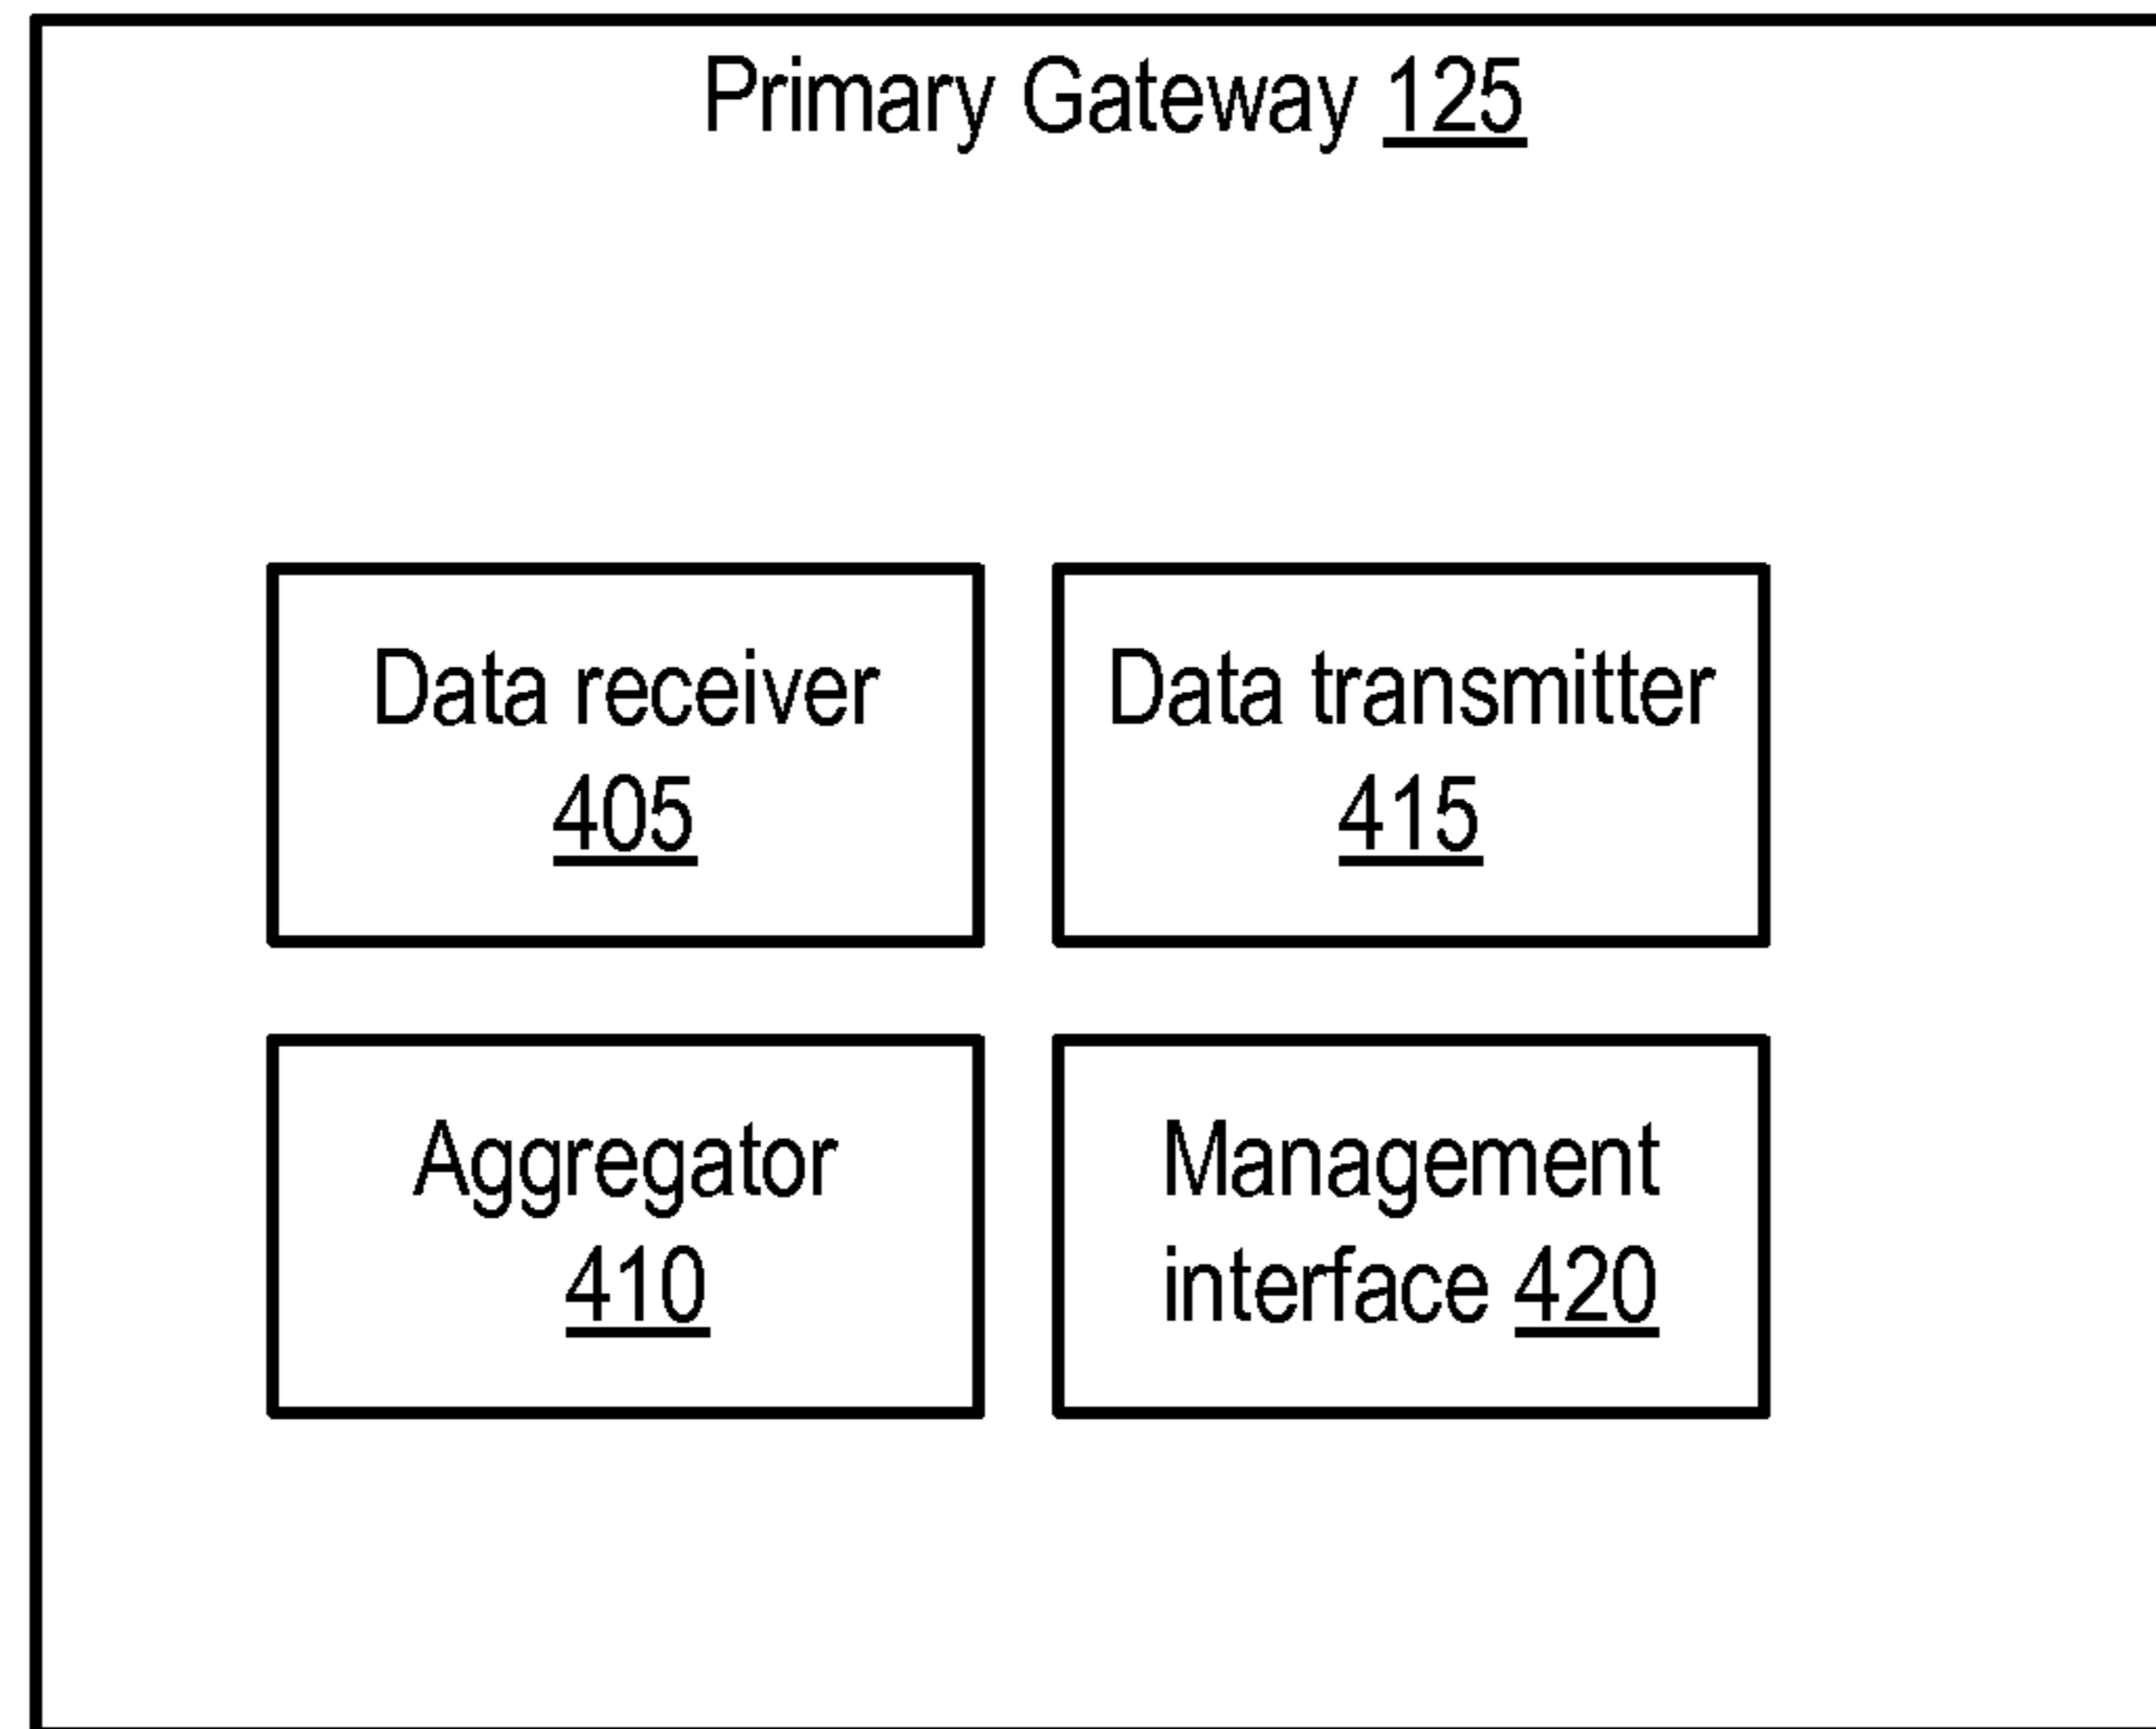 Primary Gateway 125
Data receiver
405
Data transmitter
415
Aggregator
410
Management
interface 420